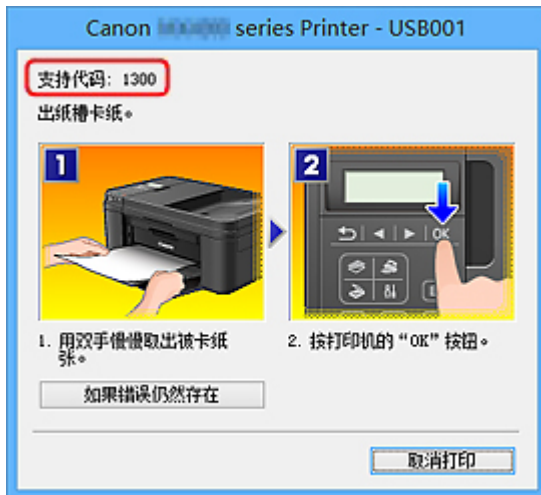 Canon series Printer - USB001
支持代码: 1300
出纸槽卡纸。
1
2
OK
1. 用双手慢慢取出被卡纸
张。
2. 按打印机的“OK”按钮。
如果错误仍然存在
取消打印